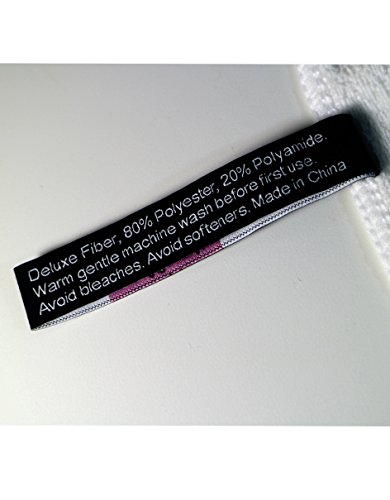 Deluxe Fiber, 80% Polyester, 20% Polyamide.
Warm gentle machine wash before first use.
Avoid bleaches. Avoid softeners. Made in China